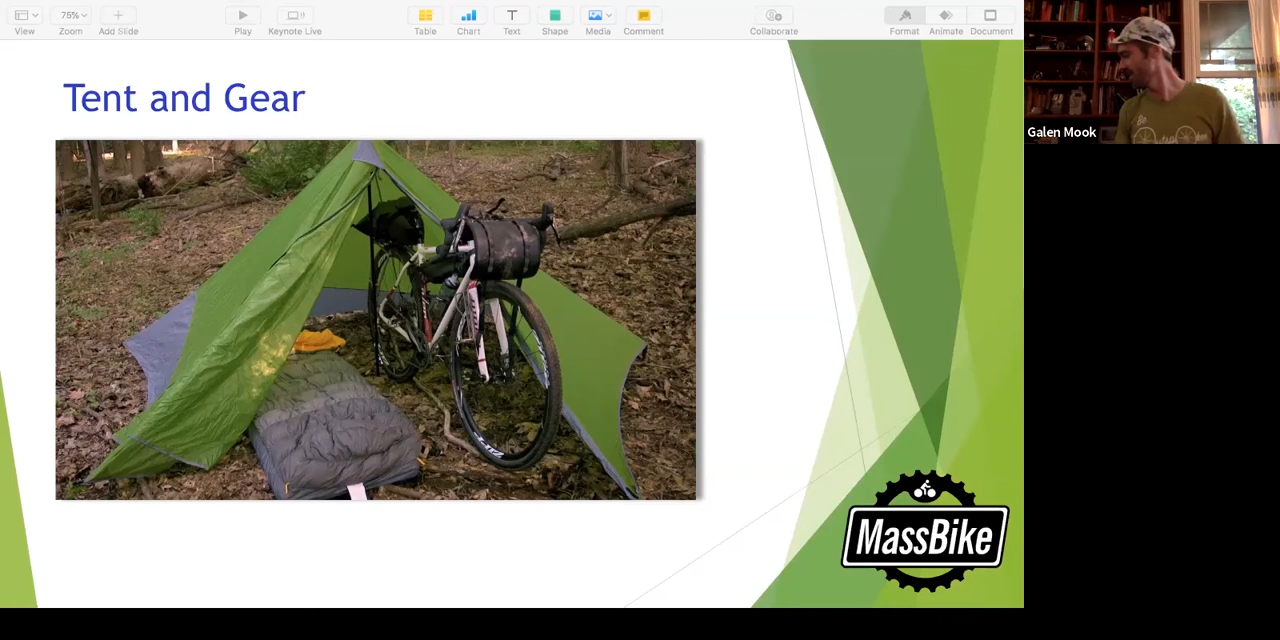 View
75%
Zoom
Add Slide
Play
Keynote Live
Table
Chart
Text
Shape
Media
Comment
Collaborate
Format
Animate
Document
Tent and Gear
Galen Mook
MassBike